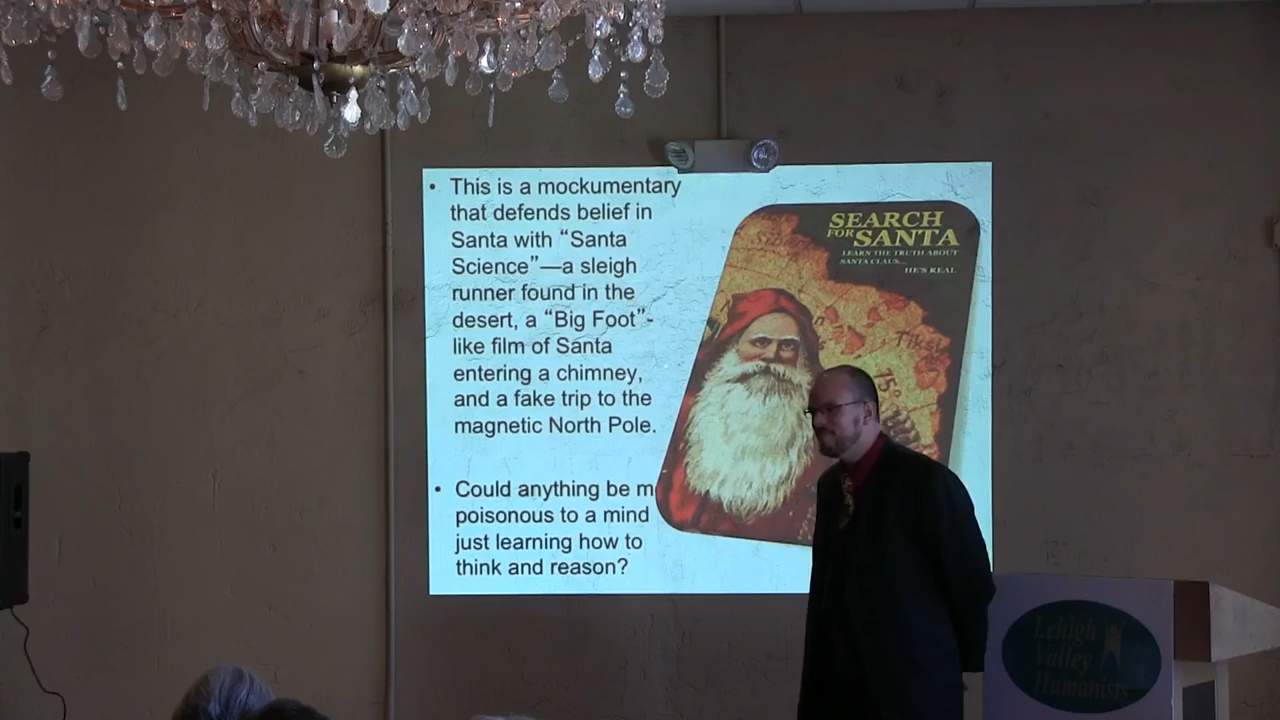 • This is a mockumentary
that defends belief in
Santa with “Santa
Science”—a sleigh
runner found in the
desert, a “Big Foot”-
like film of Santa
entering a chimney,
and a fake trip to the
magnetic North Pole.
• Could anything be m
poisonous to a mind
just learning how to
think and reason?
SEARCH
FOR SANTA
LEARN THE TRUTH ABOUT
SANTA CLAUS...
HE'S REAL
Tiksi
75°
Lehigh
Valley
Humanists